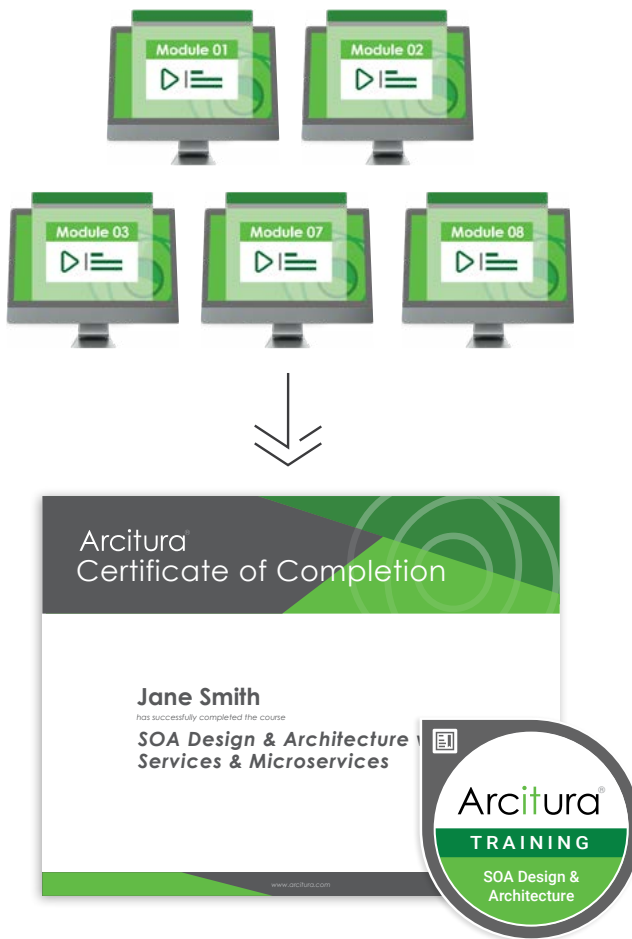 Module 01
Module 02
Module 03
Module 07
Module 08
Arcitura®
Certificate of Completion
Jane Smith
has successfully completed the course
SOA Design & Architecture
Services & Microservices
www.arcitura.com
Arcitura®
TRAINING
SOA Design &
Architecture